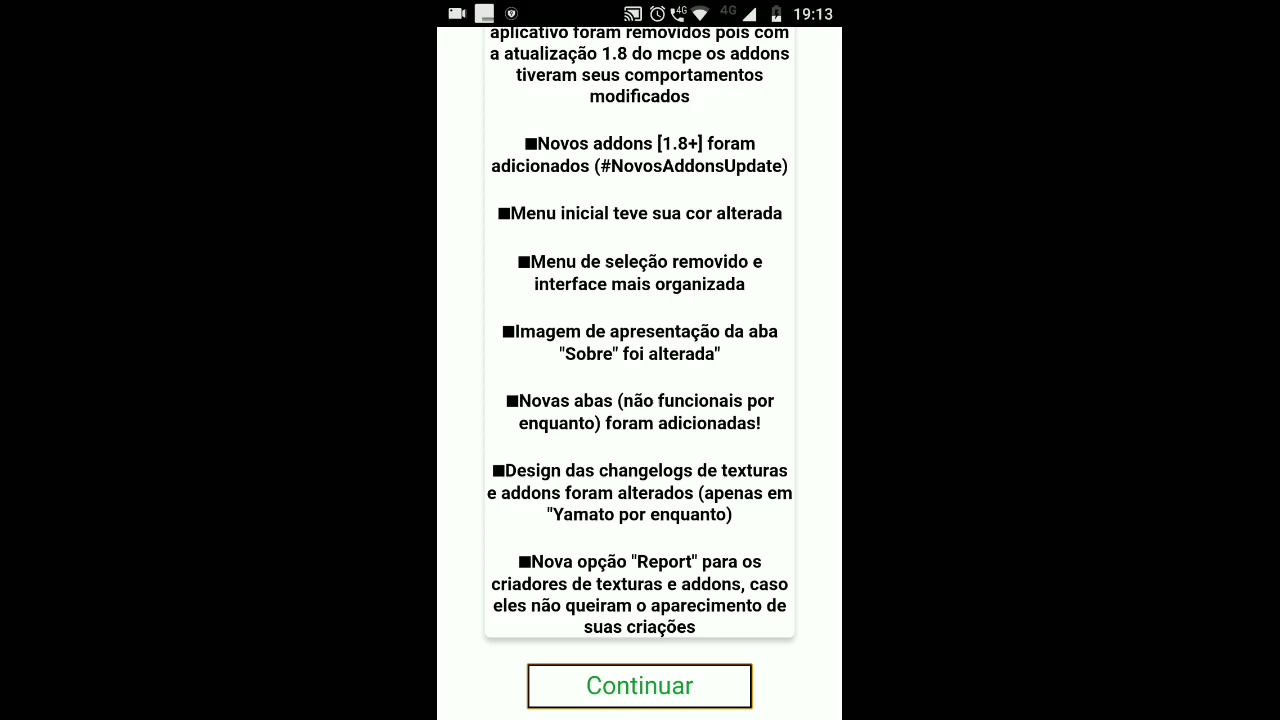 4G
4G
19:13
aplicativo foram removidos pois com
a atualização 1.8 do mcpe os addons
tiveram seus comportamentos
modificados
■Novos addons [1.8+] foram
adicionados (#NovosAddonsUpdate)
■Menu inicial teve sua cor alterada
■Menu de seleção removido e
interface mais organizada
■Imagem de apresentação da aba
"Sobre" foi alterada"
■Novas abas (não funcionais por
enquanto) foram adicionadas!
■Design das changelogs de texturas
e addons foram alterados (apenas em
"Yamato por enquanto)
■Nova opção "Report" para os
criadores de texturas e addons, caso
eles não queiram o aparecimento de
suas criações
Continuar